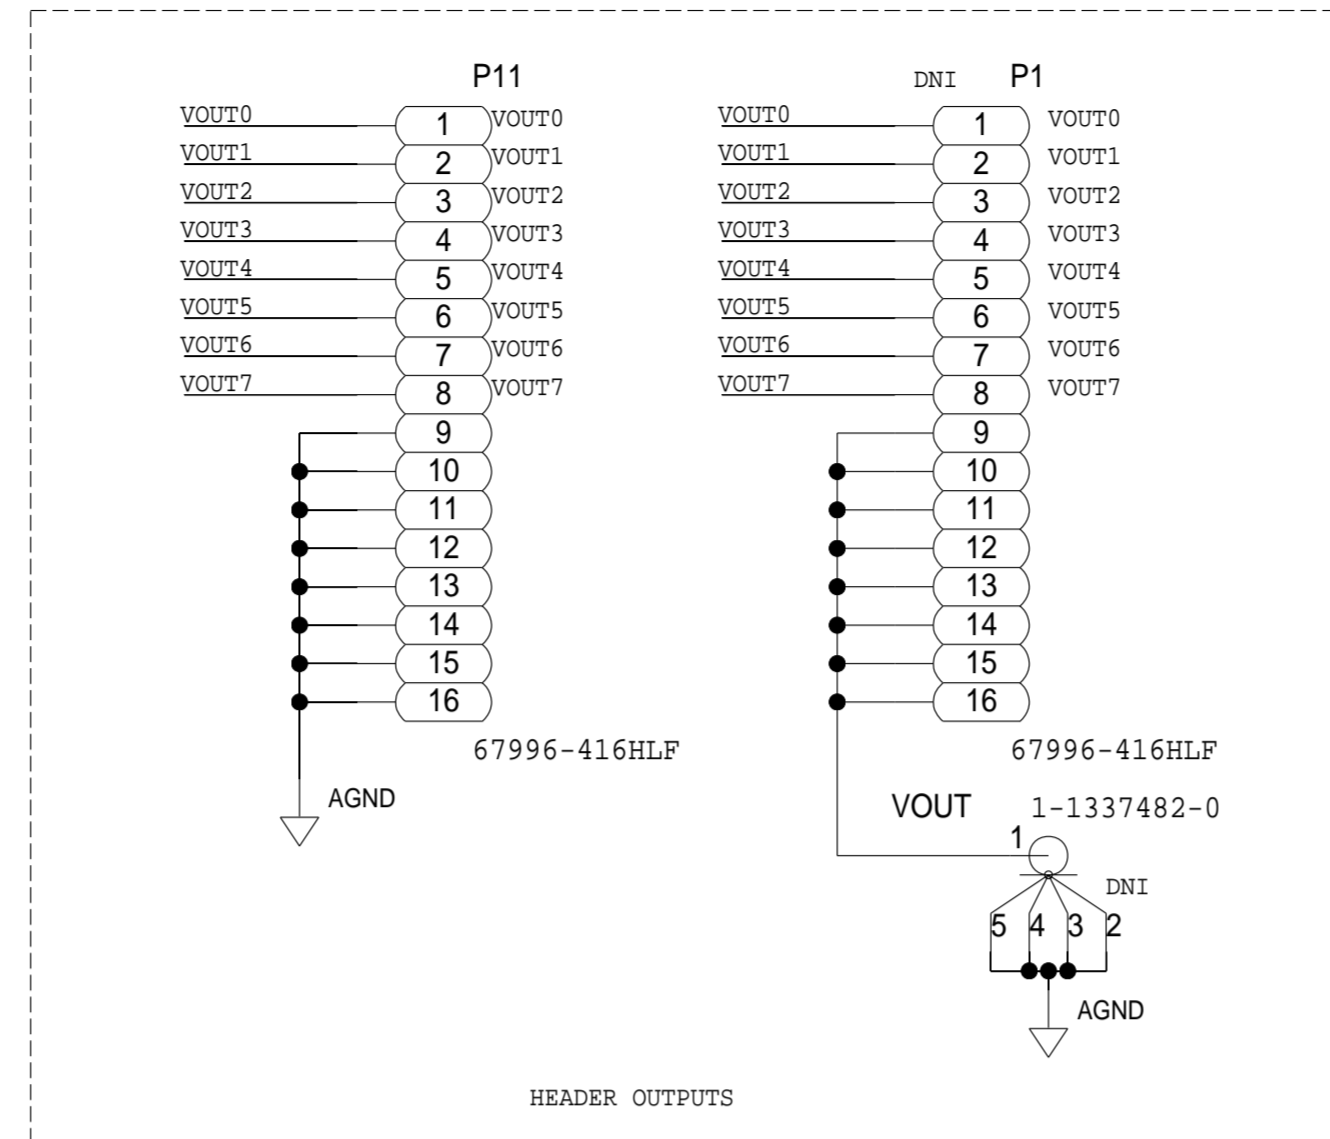 P11 DNI P1
VOUT0 1 VOUT0 VOUT0 1 VOUT0
VOUT1 2 VOUT1 VOUT1 2 VOUT1
VOUT2 3 VOUT2 VOUT2 3 VOUT2
VOUT3 4 VOUT3 VOUT3 4 VOUT3
VOUT4 5 VOUT4 VOUT4 5 VOUT4
VOUT5 6 VOUT5 VOUT5 6 VOUT5
VOUT6 7 VOUT6 VOUT6 7 VOUT6
VOUT7 8 VOUT7 VOUT7 8 VOUT7
9 9
10 10
11 11
12 12
13 13
14 14
15 15
16 16
67996-416HLF 67996-416HLF
AGND VOUT 1-1337482-0
1
DNI
5 4 3 2
AGND
HEADER OUTPUTS